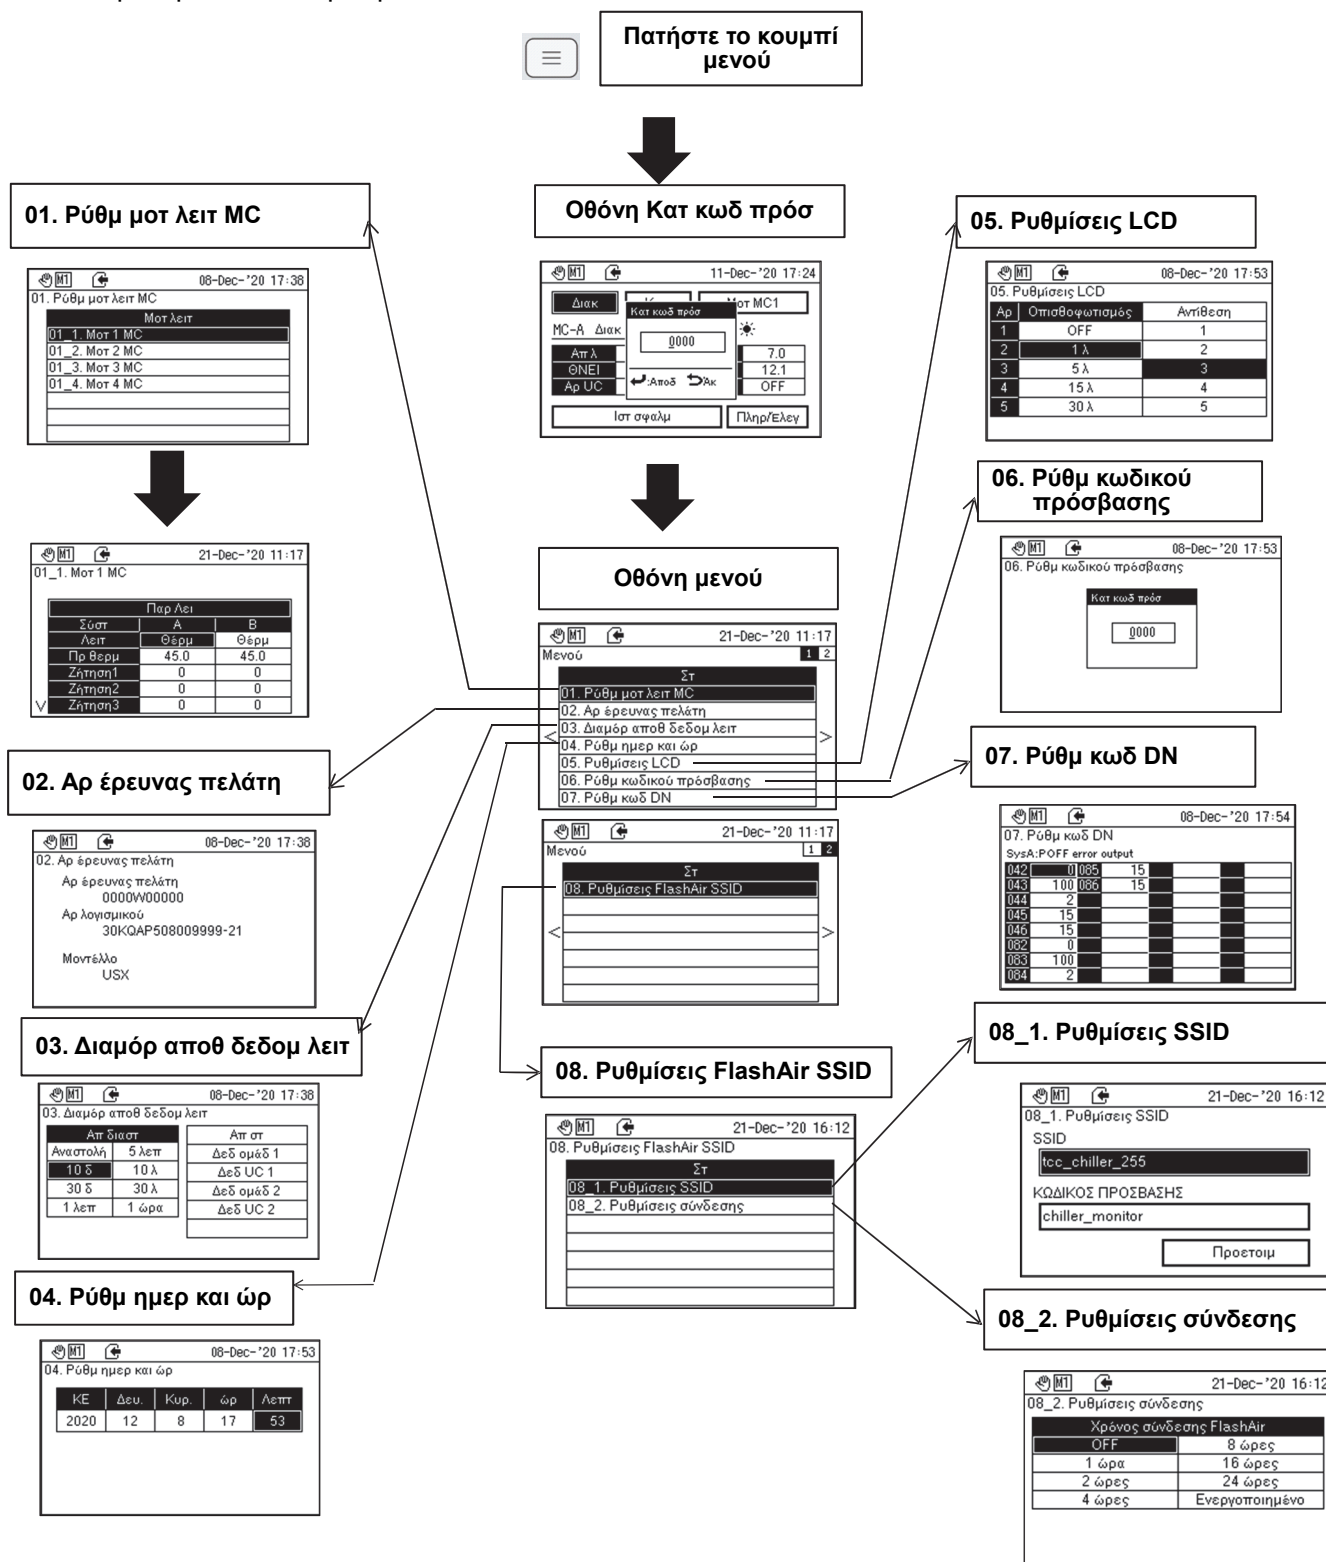 Πατήστε το κουμπί
μενού
01. Ρύθμ μοτ λειτ MC
08-Dec-'20 17:38
01. Ρύθμ μοτ λειτ MC
Μοτ λειτ
01_1. Μοτ 1 MC
01_2. Μοτ 2 MC
01_3. Μοτ 3 MC
01_4. Μοτ 4 MC
M1
21-Dec-'20 11:17
01_1. Μοτ 1 MC
Παρ Λει
Σύστ A B
Λειτ Θέρμ Θέρμ
Πρ θερμ 45.0 45.0
Ζήτηση1 0 0
Ζήτηση2 0 0
Ζήτηση3 0 0
02. Αρ έρευνας πελάτη
M1
08-Dec-'20 17:38
02. Αρ έρευνας πελάτη
Αρ έρευνας πελάτη
0000W00000
Αρ λογισμικού
30KQAP508009999-21
Μοντέλλο
USX
03. Διαμόρ αποθ δεδομ λειτ
M1
08-Dec-'20 17:38
03. Διαμόρ αποθ δεδομ λειτ
Απ διαστ Απ στ
Αναστολή 5 λεπ Δεδ ομάδ 1
10 δ 10 λ Δεδ UC 1
30 δ 30 λ Δεδ ομάδ 2
1 λεπ 1 ώρα Δεδ UC 2
04. Ρύθμ ημερ και ώρ
M1
08-Dec-'20 17:53
04. Ρύθμ ημερ και ώρ
ΚΕ Δευ. Κυρ. ώρ Λεπτ
2020 12 8 17 53
Οθόνη Κατ κωδ πρόσ
M1
11-Dec-'20 17:24
Διακ Κ Μοτ MC1
Κατ κωδ πρόσ
MC-A Διακ
0000
Απ λ 7.0
ΘΝΕΙ 12.1
Αρ UC OFF
:Αποδ Άκ
Ιστ σφαλμ Πληρ/Έλεγ
Οθόνη μενού
M1
21-Dec-'20 11:17
Μενού 1 2
Στ
01. Ρύθμ μοτ λειτ MC
02. Αρ έρευνας πελάτη
03. Διαμόρ αποθ δεδομ λειτ
04. Ρύθμ ημερ και ώρ
05. Ρυθμίσεις LCD
06. Ρύθμ κωδικού πρόσβασης
07. Ρύθμ κωδ DN
M1
21-Dec-'20 11:17
Μενού 1 2
Στ
08. Ρυθμίσεις FlashAir SSID
08. Ρυθμίσεις FlashAir SSID
M1
21-Dec-'20 16:12
08. Ρυθμίσεις FlashAir SSID
Στ
08_1. Ρυθμίσεις SSID
08_2. Ρυθμίσεις σύνδεσης
05. Ρυθμίσεις LCD
M1
08-Dec-'20 17:53
05. Ρυθμίσεις LCD
Αρ Οπισθοφωτισμός Αντίθεση
1 OFF 1
2 1 λ 2
3 5 λ 3
4 15 λ 4
5 30 λ 5
06. Ρύθμ κωδικού
πρόσβασης
M1
08-Dec-'20 17:53
06. Ρύθμ κωδικού πρόσβασης
Κατ κωδ πρόσ
0000
07. Ρύθμ κωδ DN
M1
08-Dec-'20 17:54
07. Ρύθμ κωδ DN
SysA:POFF error output
042 0 085 15
043 100 086 15
044 2
045 15
046 15
082 0
083 100
084 2
08_1. Ρυθμίσεις SSID
M1
21-Dec-'20 16:12
08_1. Ρυθμίσεις SSID
SSID
tcc_chiller_255
ΚΩΔΙΚΟΣ ΠΡΟΣΒΑΣΗΣ
chiller_monitor
Προετοιμ
08_2. Ρυθμίσεις σύνδεσης
M1
21-Dec-'20 16:12
08_2. Ρυθμίσεις σύνδεσης
Χρόνος σύνδεσης FlashAir
OFF 8 ώρες
1 ώρα 16 ώρες
2 ώρες 24 ώρες
4 ώρες Ενεργοποιημένο